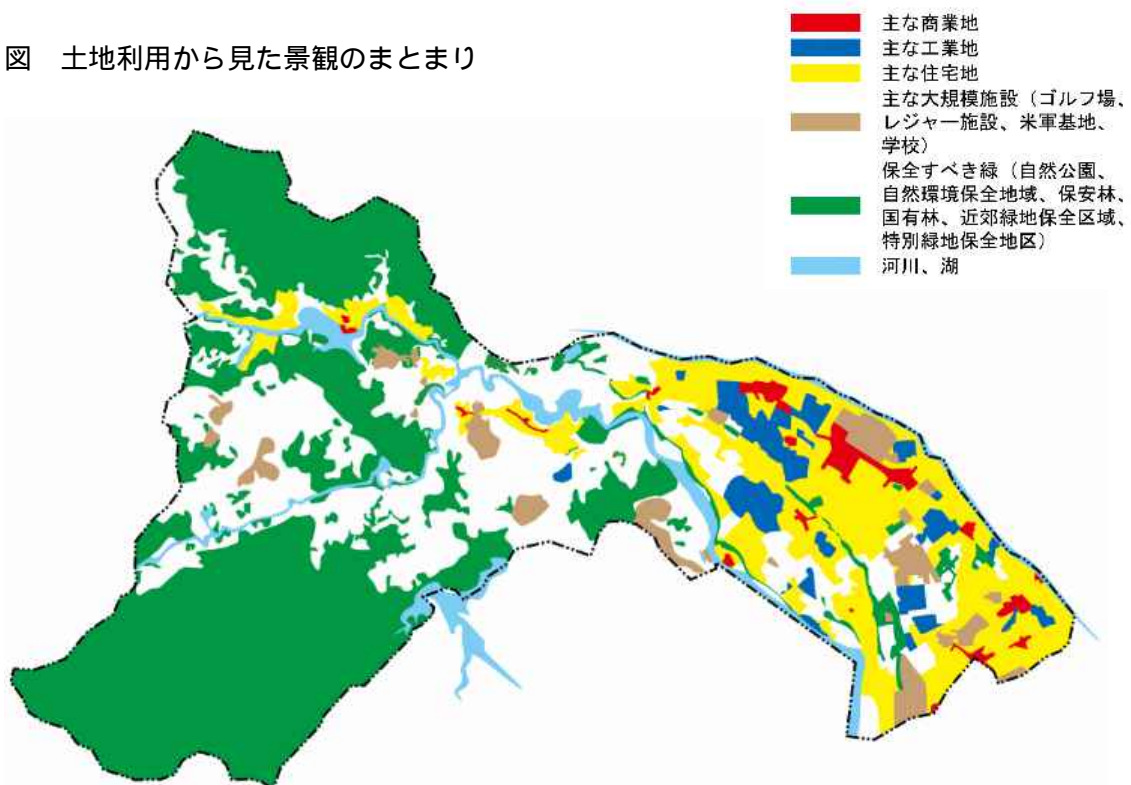 図 土地利用から見た景観のまとまり
主な商業地
主な工業地
主な住宅地
主な大規模施設（ゴルフ場、
レジャー施設、米軍基地、
学校）
保全すべき緑（自然公園、
自然環境保全地域、保安林、
国有林、近郊緑地保全区域、
特別緑地保全地区）
河川、湖